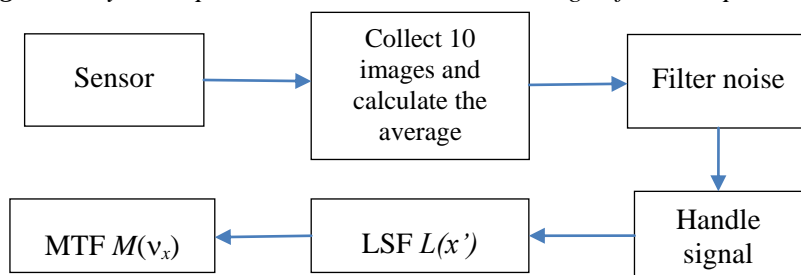 Sensor
Collect 10
images and
calculate the
average
Filter noise
Handle
signal
LSF L(x’)
MTF M(νₓ)